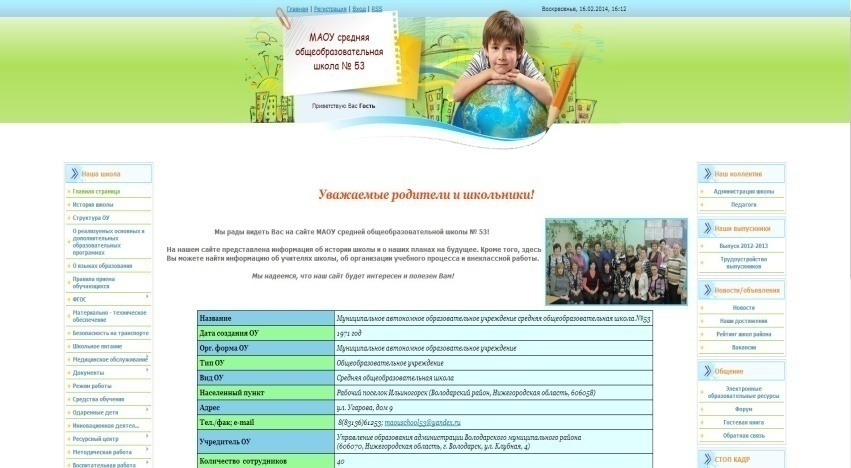 Главная | Регистрация | Вход | RSS
Воскресенье, 16.02.2014, 16:12
МАОУ средняя
общеобразовательная
школа № 53
Приветствую Вас Гость
Наша школа
Главная страница
История школы
Структура ОУ
О реализуемых основных и
дополнительных
образовательных
программах
О языках образования
Правила приема
обучающихся
ФГОС
Материально - техническое
обеспечение
Безопасность на транспорте
Школьное питание
Медицинское обслуживание
Документы
Режим работы
Средства обучения
Одаренные дети
Инновационная деятел...
Ресурсный центр
Методическая работа
Воспитательная работа
Уважаемые родители и школьники!
Мы рады видеть Вас на сайте МАОУ средней общеобразовательной школы № 53!
На нашем сайте представлена информация об истории школы и о наших планах на будущее. Кроме того, здесь
Вы можете найти информацию об учителях школы, об организации учебного процесса и внеклассной работы.
Мы надеемся, что наш сайт будет интересен и полезен Вам!
Название Муниципальное автономное образовательное учреждение средняя общеобразовательная школа №53
Дата создания ОУ 1971 год
Орг. форма ОУ Муниципальное автономное образовательное учреждение
Тип ОУ Общеобразовательное учреждение
Вид ОУ Средняя общеобразовательная школа
Населенный пункт Рабочий поселок Ильиногорск (Володарский район, Нижегородская область, 606058)
Адрес ул. Угарова, дом 9
Тел./фак; e-mail 8(83136)61253; maouschool53@yandex.ru
Учредитель ОУ Управление образования администрации Володарского муниципального района
(606070, Нижегородская область, г. Володарск, ул. Клубная, 4)
Количество сотрудников 40
Наш коллектив
Администрация школы
Педагоги
Наши выпускники
Выпуск 2012-2013
Трудоустройство
выпускников
Новости/объявления
Новости
Наши достижения
Рейтинг школ района
Вакансии
Общение
Электронные
образовательные ресурсы
Форум
Гостевая книга
Обратная связь
СТОП КАДР